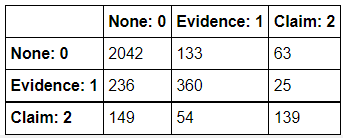 None: 0 Evidence: 1 Claim: 2
None: 0 2042 133 63
Evidence: 1 236 360 25
Claim: 2 149 54 139